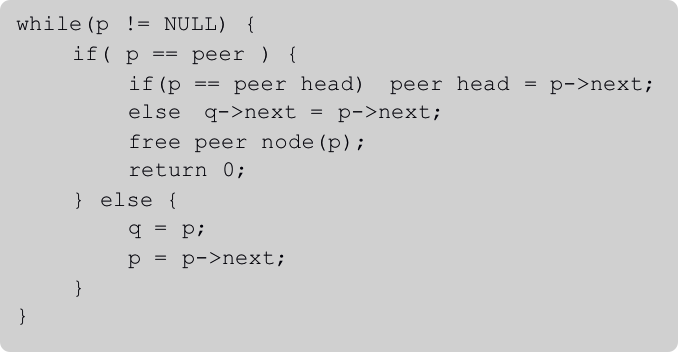 while(p != NULL) {
if( p == peer ) {
if(p == peer head) peer head = p->next;
else q->next = p->next;
free peer node(p);
return 0;
} else {
q = p;
p = p->next;
}
}